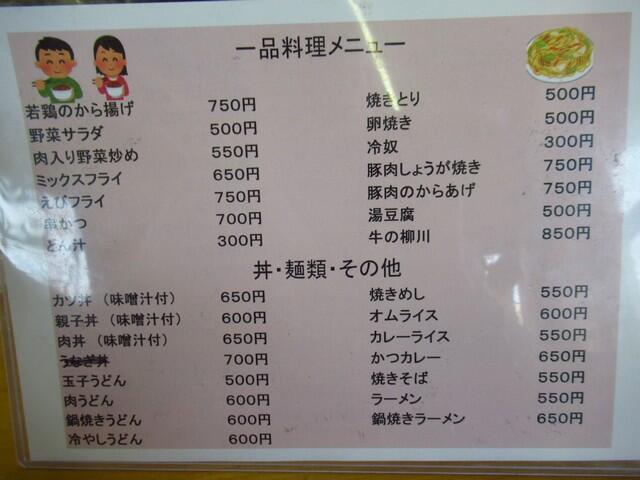 一品料理メニュー
若鶏のから揚げ 750円
野菜サラダ 500円
肉入り野菜炒め 550円
ミックスフライ 650円
えびフライ 750円
串かつ 700円
とん汁 300円
焼きとり 500円
卵焼き 500円
冷奴 300円
豚肉しょうが焼き 750円
豚肉のからあげ 750円
湯豆腐 500円
牛の柳川 850円
丼・麺類・その他
カツ丼（味噌汁付） 650円
親子丼（味噌汁付） 600円
肉丼（味噌汁付） 650円
うなぎ丼 700円
玉子うどん 500円
肉うどん 600円
鍋焼きうどん 600円
冷やしうどん 600円
焼きめし 550円
オムライス 600円
カレーライス 550円
かつカレー 650円
焼きそば 550円
ラーメン 550円
鍋焼きラーメン 650円